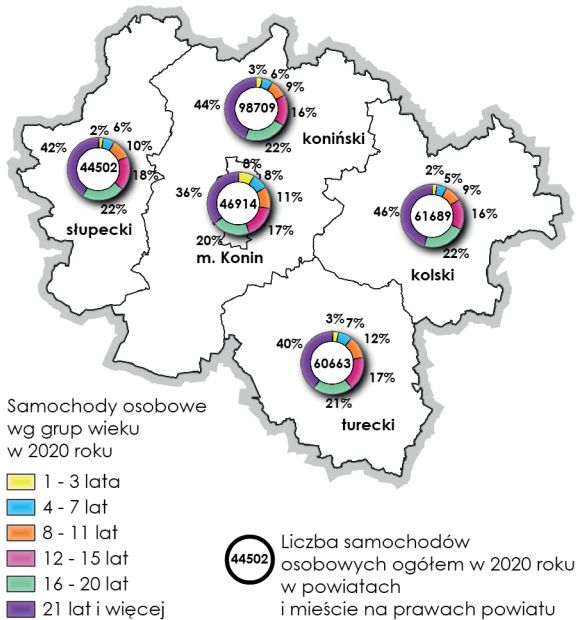 3% 6%
9%
44%
98709
16%
22%
koniński
2% 6%
42%
10%
44502
18%
22%
słupecki
8%
8%
36%
11%
46914
17%
20%
m. Konin
2%
5%
9%
46%
61689
16%
22%
kolski
3% 7%
12%
40%
60663
17%
21%
turecki
Samochody osobowe
wg grup wieku
w 2020 roku
1 - 3 lata
4 - 7 lat
8 - 11 lat
12 - 15 lat
16 - 20 lat
21 lat i więcej
44502
Liczba samochodów
osobowych ogółem w 2020 roku
w powiatach
i mieście na prawach powiatu